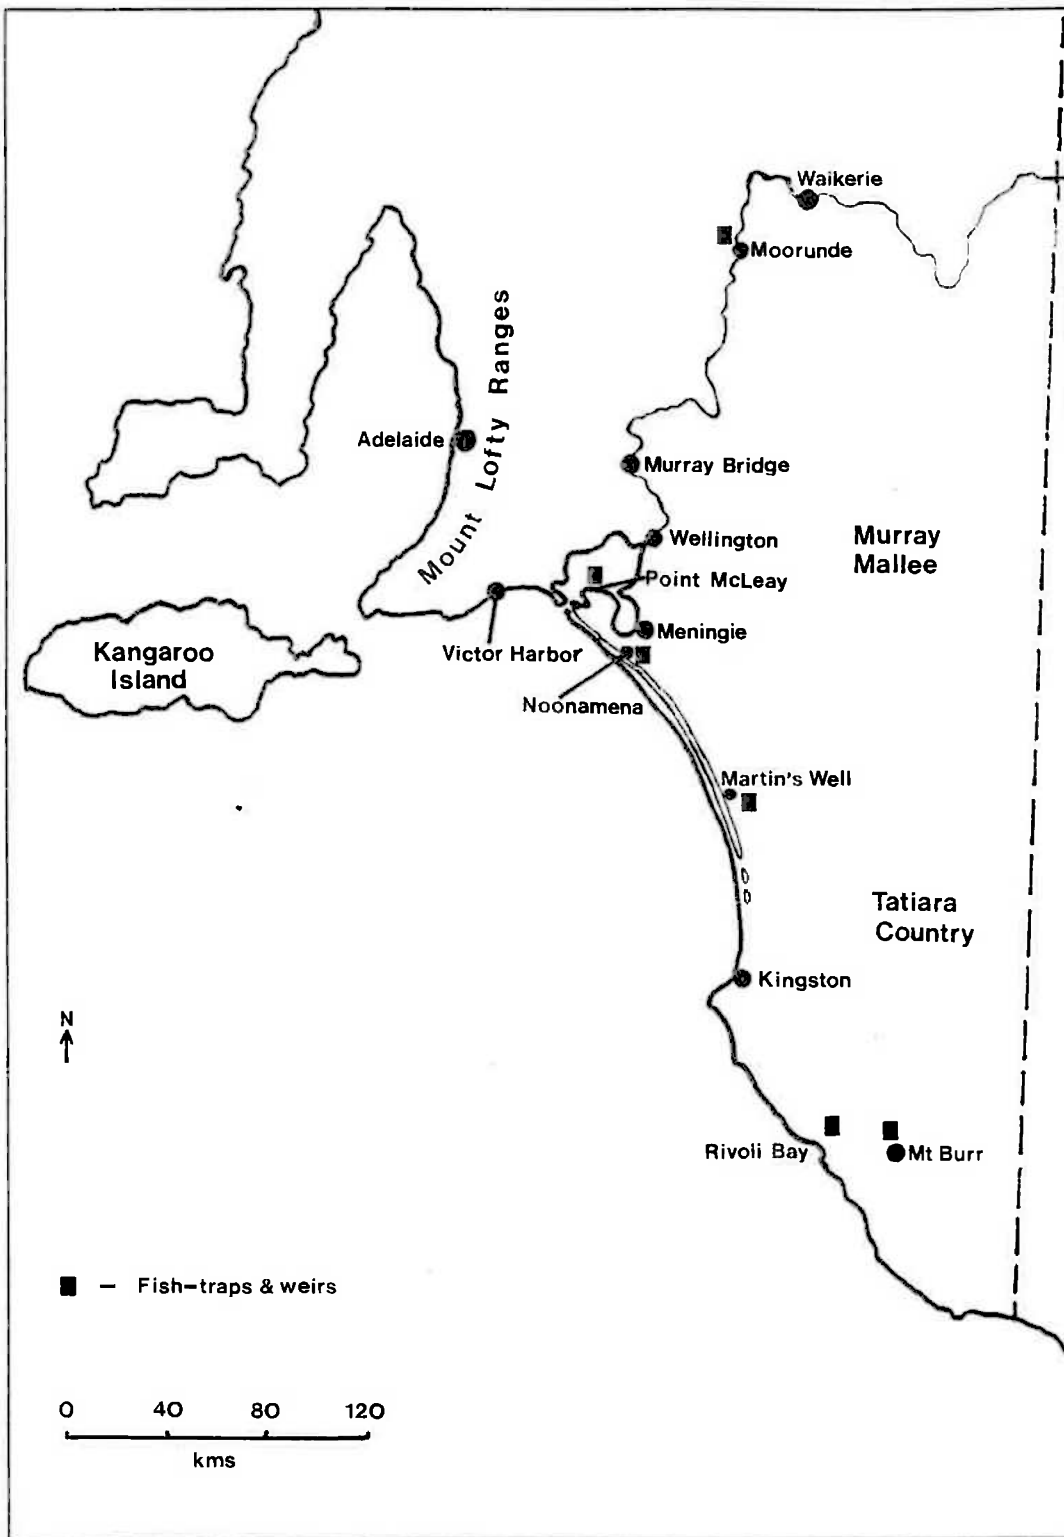 Waikerie
Moorunde
Mount Lofty Ranges
Adelaide
Murray Bridge
Wellington
Murray
Mallee
Point McLeay
Kangaroo
Island
Victor Harbor
Meningie
Noonamena
Martin's Well
Tatiara
Country
Kingston
N
Rivoli Bay
Mt Burr
– Fish-traps & weirs
0 40 80 120
kms